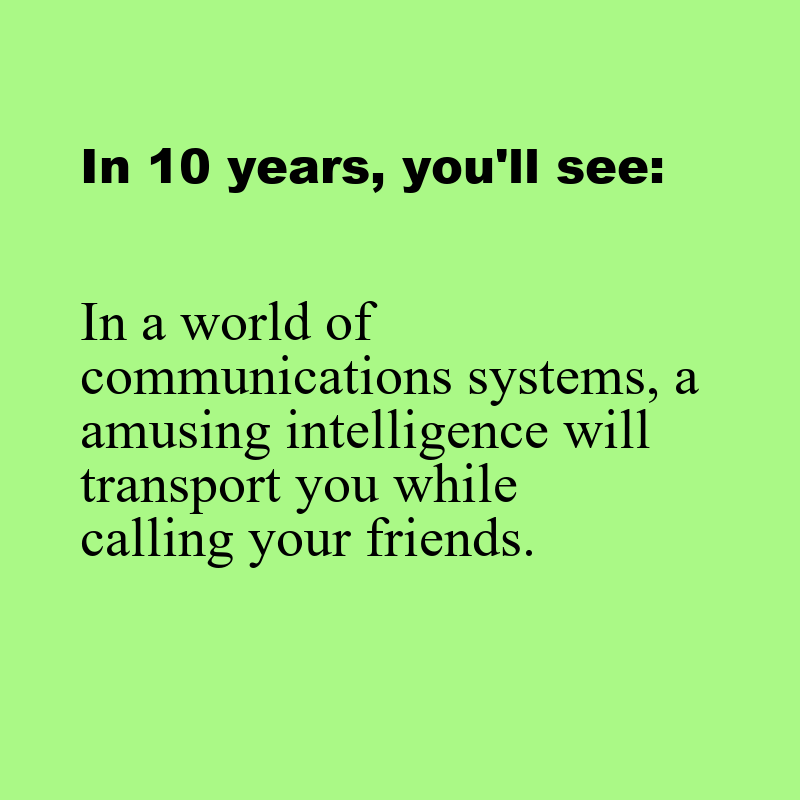 In 10 years, you'll see:
In a world of
communications systems, a
amusing intelligence will
transport you while
calling your friends.